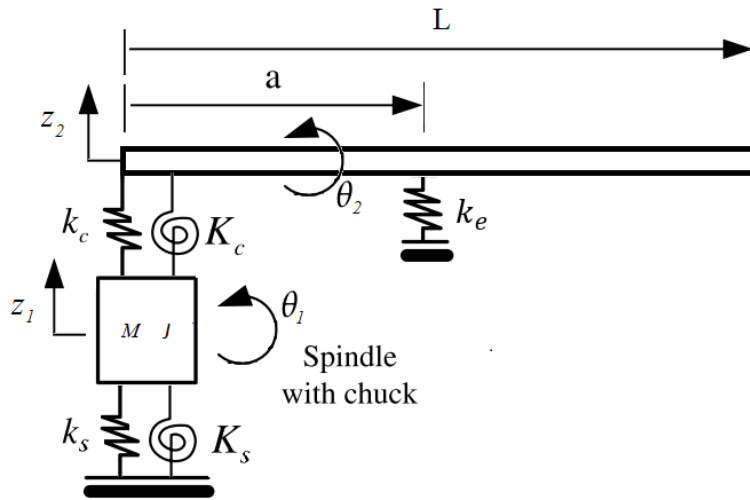 L
a
z2
θ2
kc
Kc
ke
z1
M J
θ1
Spindle
with chuck
ks
Ks